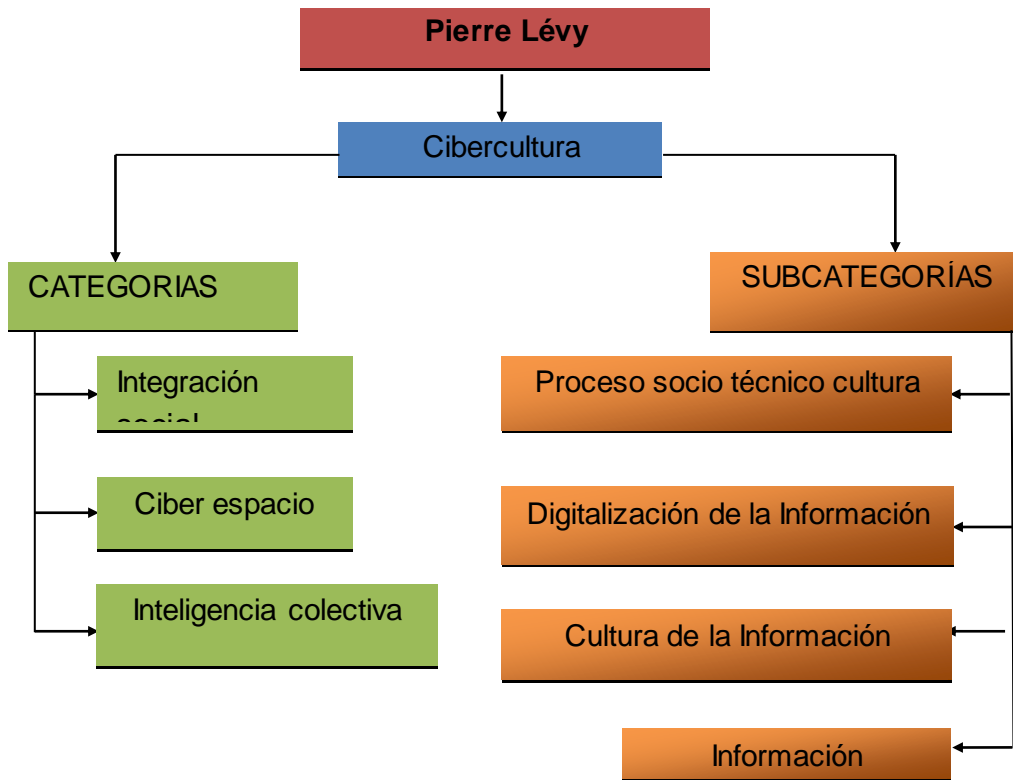 Pierre Lévy
Cibercultura
CATEGORIAS
Integración
Ciber espacio
Inteligencia colectiva
SUBCATEGORÍAS
Proceso socio técnico cultura
Digitalización de la Información
Cultura de la Información
Información